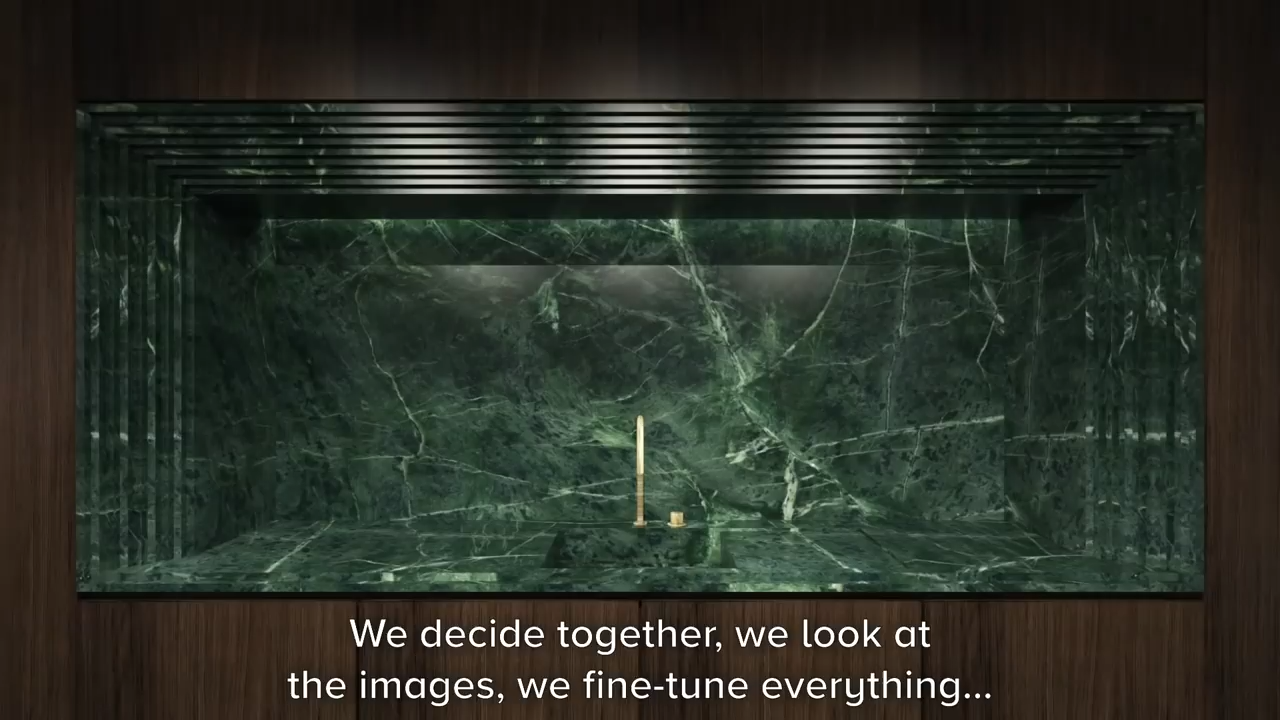 We decide together, we look at
the images, we fine-tune everything...